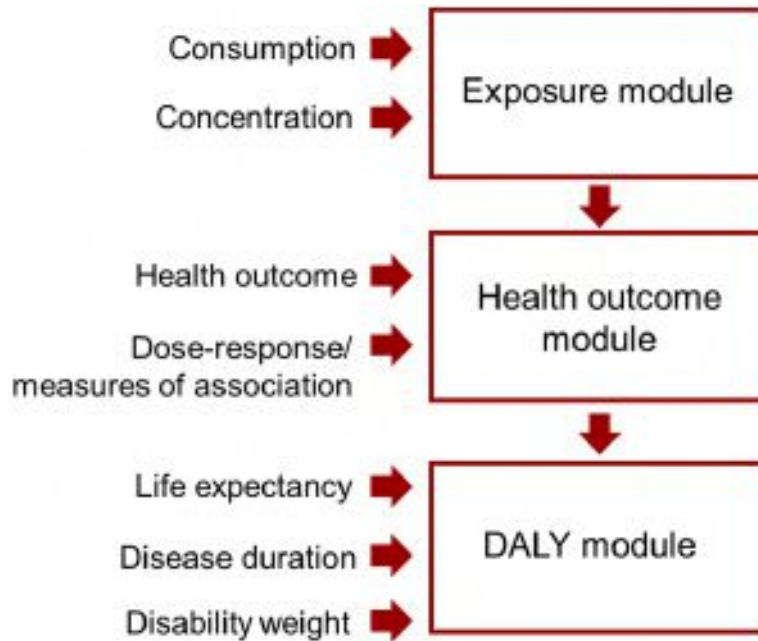 Consumption
Concentration
Exposure module
Health outcome
Dose-response/
measures of association
Health outcome
module
Life expectancy
Disease duration
Disability weight
DALY module